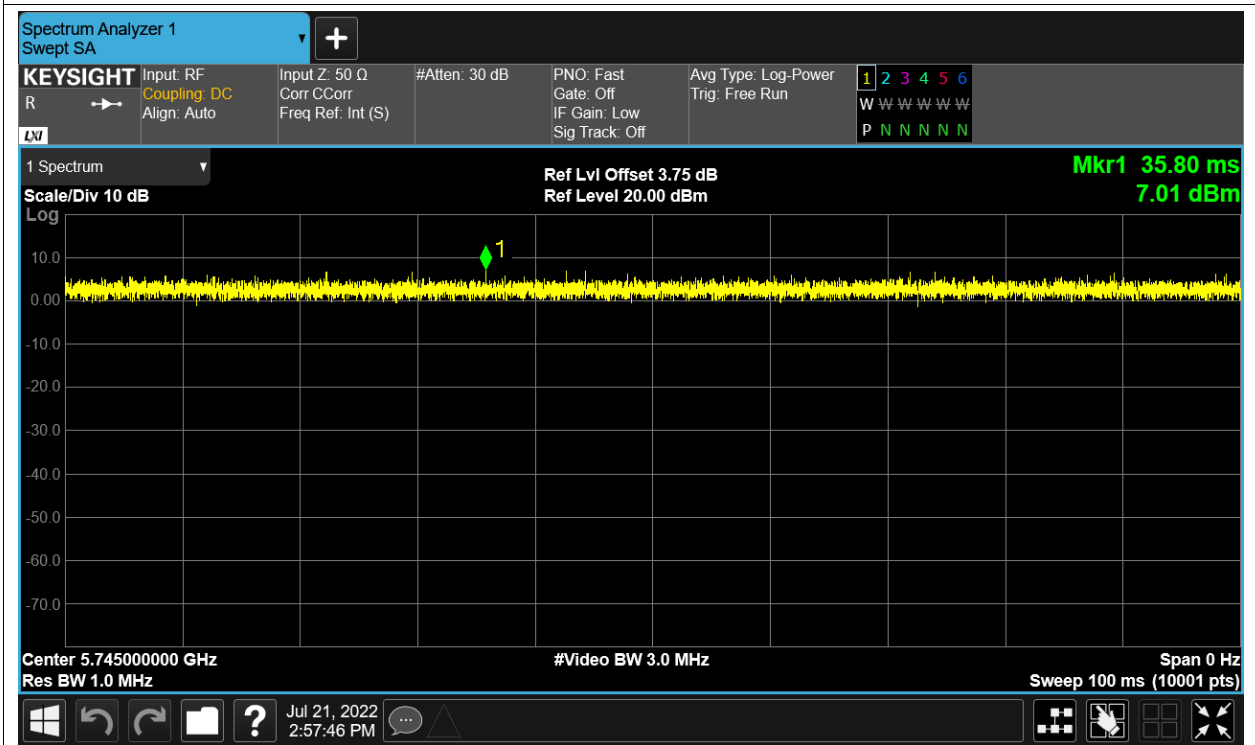 Spectrum Analyzer 1
Swept SA
KEYSIGHT Input: RF Input Z: 50 Ω #Atten: 30 dB PNO: Fast Avg Type: Log-Power 1 2 3 4 5 6
R Coupling: DC Corr CCorr Gate: Off Trig: Free Run W W W W W W
Align: Auto Freq Ref: Int (S) IF Gain: Low
LXI Sig Track: Off P N N N N N
1 Spectrum Ref Lvl Offset 3.75 dB Mkr1 35.80 ms
Scale/Div 10 dB Ref Level 20.00 dBm 7.01 dBm
Log
1
10.0
0.00
-10.0
-20.0
-30.0
-40.0
-50.0
-60.0
-70.0
Center 5.745000000 GHz #Video BW 3.0 MHz Span 0 Hz
Res BW 1.0 MHz Sweep 100 ms (10001 pts)
? Jul 21, 2022
2:57:46 PM